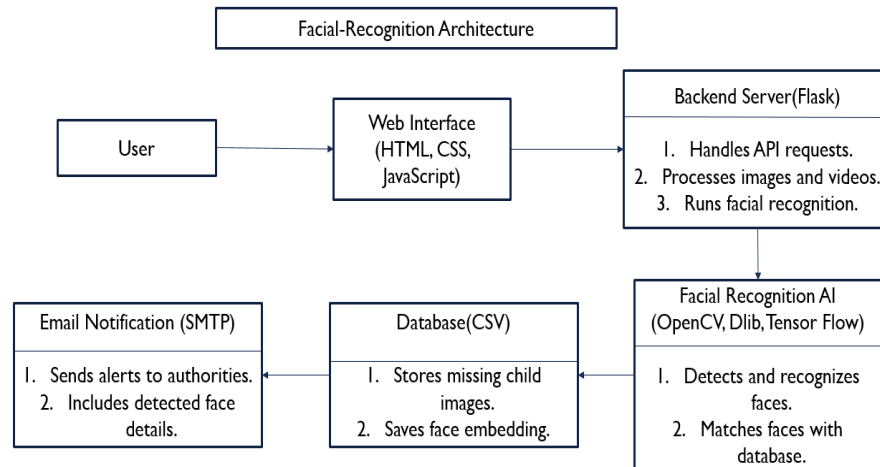 Facial-Recognition Architecture
User
Web Interface
(HTML, CSS,
JavaScript)
Backend Server(Flask)
1. Handles API requests.
2. Processes images and videos.
3. Runs facial recognition.
Facial Recognition AI
(OpenCV, Dlib, Tensor Flow)
1. Detects and recognizes
faces.
2. Matches faces with
database.
Database(CSV)
1. Stores missing child
images.
2. Saves face embedding.
Email Notification (SMTP)
1. Sends alerts to authorities.
2. Includes detected face
details.